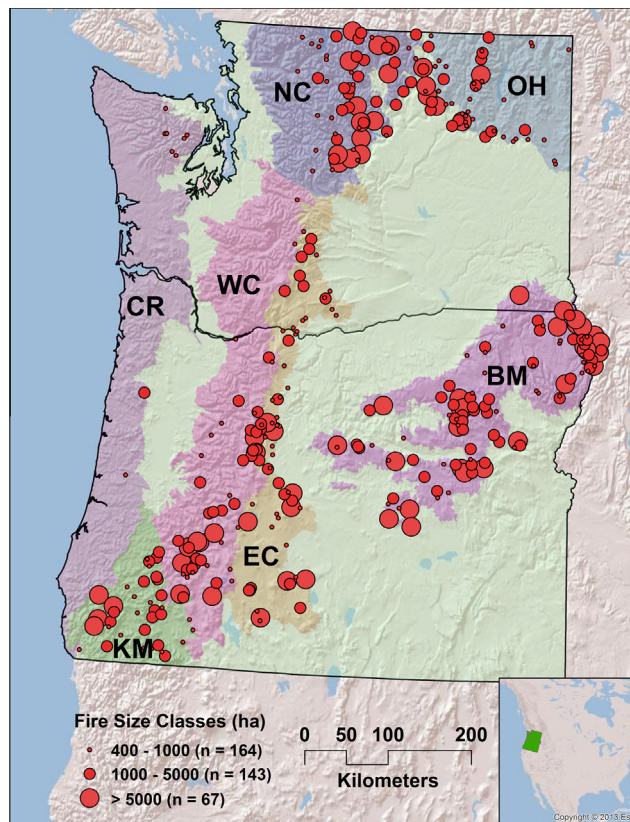 NC
OH
WC
CR
BM
EC
KM
Fire Size Classes (ha)
400 - 1000 (n = 164)
1000 - 5000 (n = 143)
> 5000 (n = 67)
0 50 100 200
Kilometers
Copyright © 2013 Es